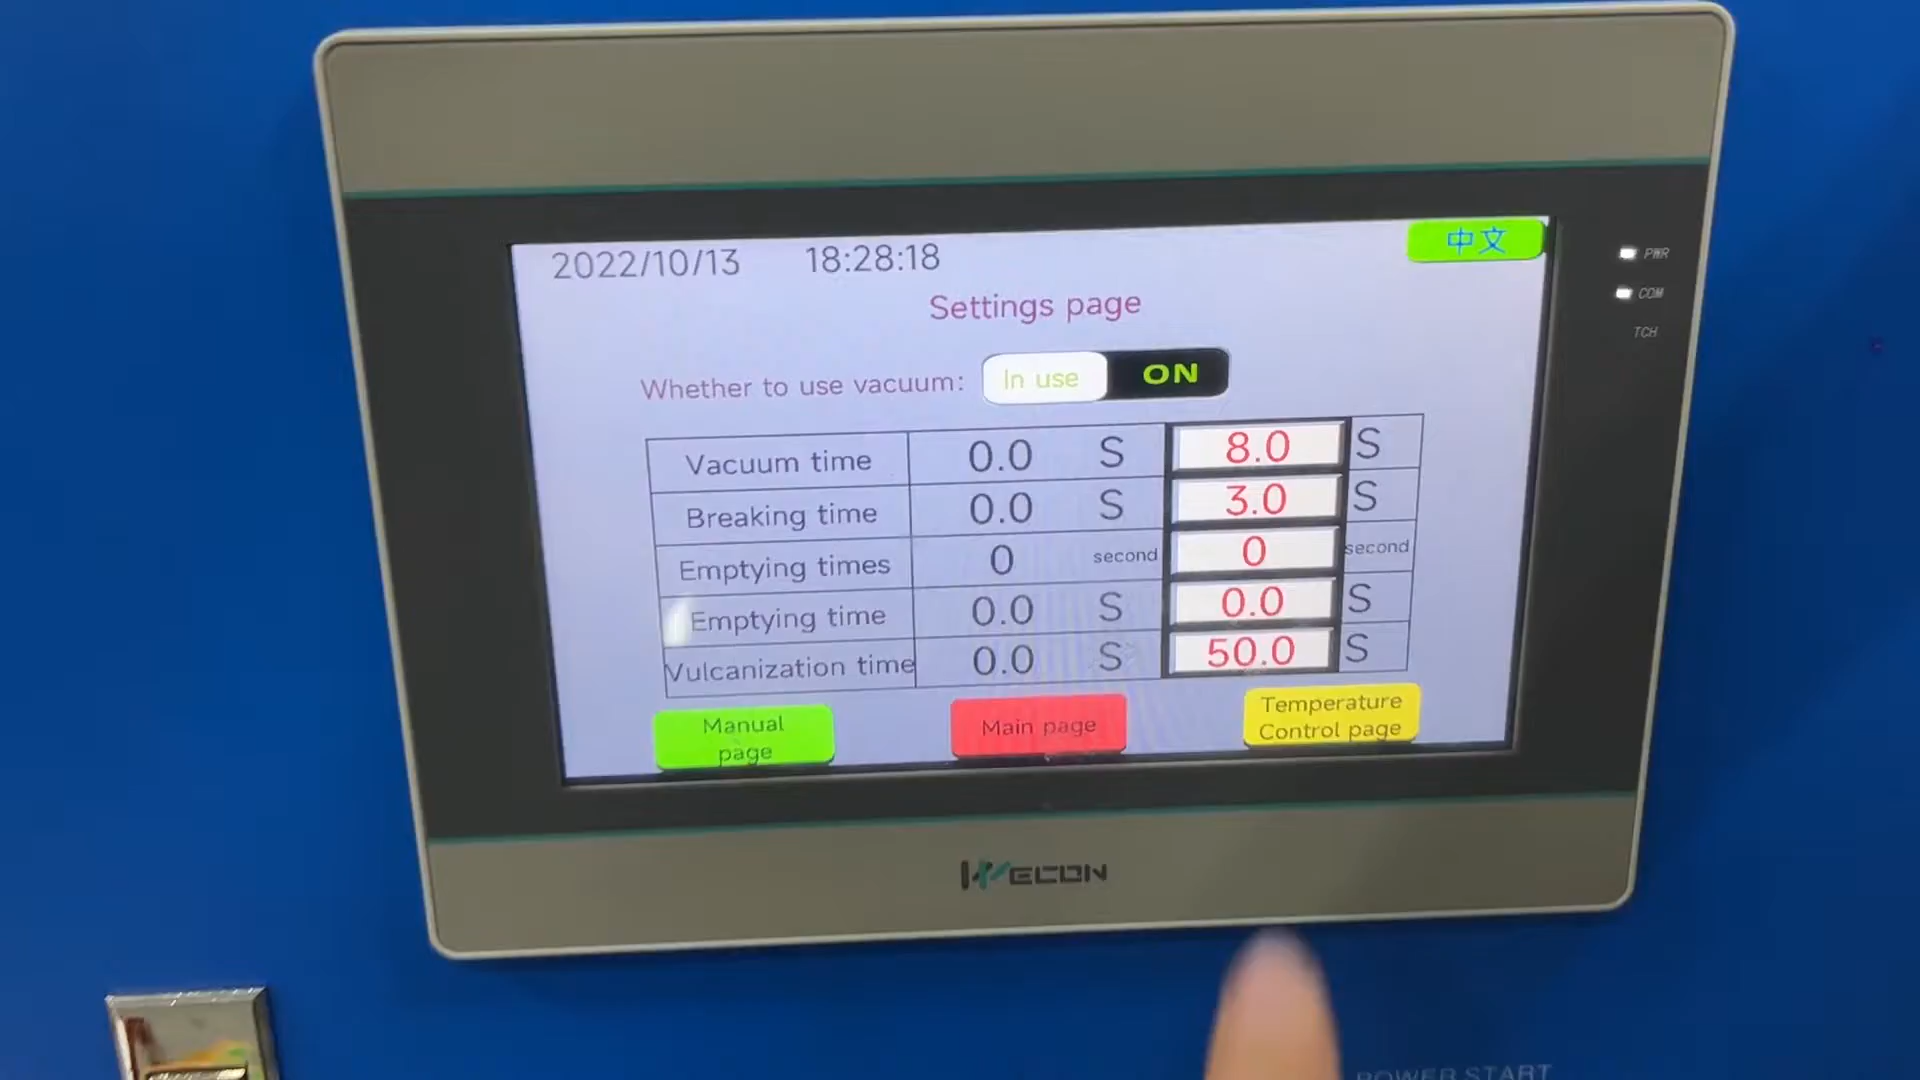 2022/10/13 18:28:18 中文
PWR
COM
TCH
Settings page
Whether to use vacuum: In use ON
Vacuum time 0.0 S 8.0 S
Breaking time 0.0 S 3.0 S
Emptying times 0 second 0 second
Emptying time 0.0 S 0.0 S
Vulcanization time 0.0 S 50.0 S
Manual
page
Main page
Temperature
Control page
WECON
POWER START